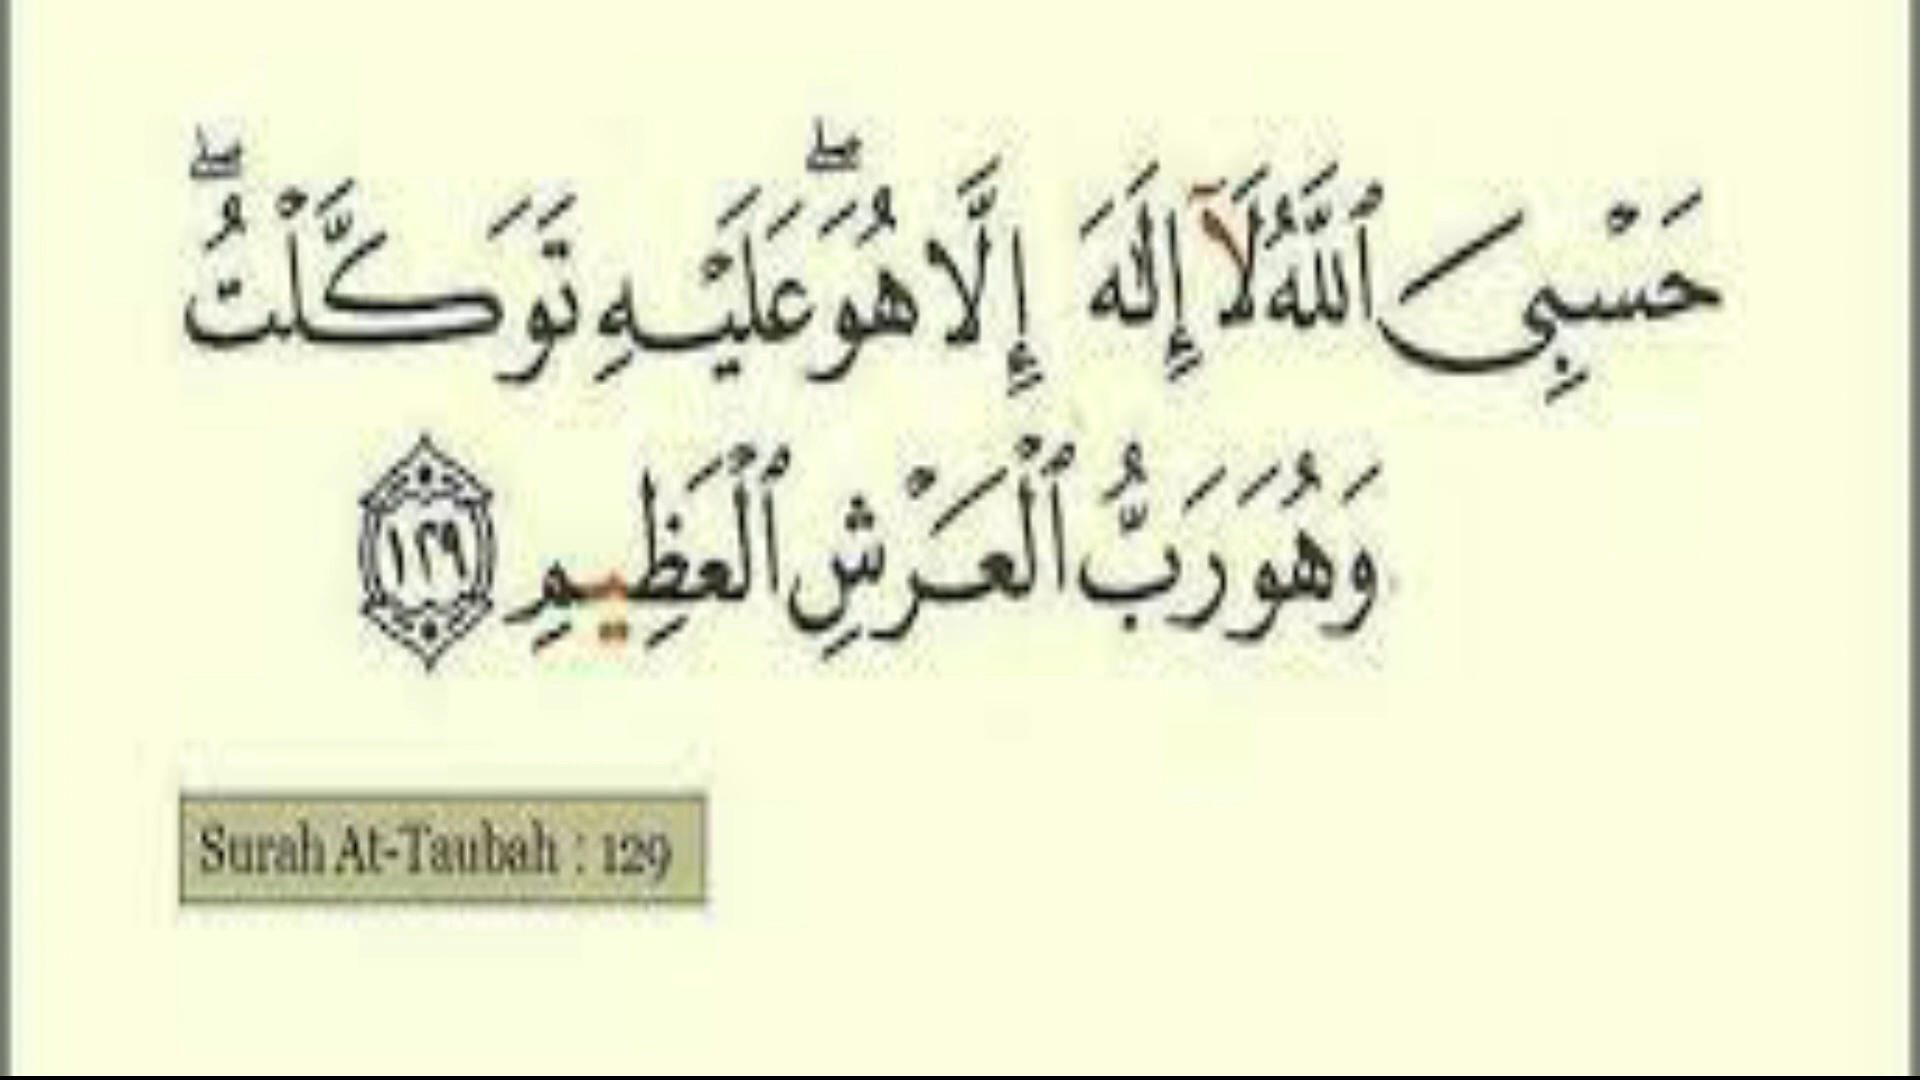 حَسْبِىَ ٱللَّهُ لَآ إِلَٰهَ إِلَّا هُوَ ۖ عَلَيْهِ تَوَكَّلْتُ ۖ
وَهُوَ رَبُّ ٱلْعَرْشِ ٱلْعَظِيمِ ١٢٩
Surah At-Taubah : 129